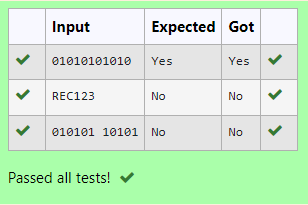 Input Expected Got
01010101010 Yes Yes
REC123 No No
010101 10101 No No
Passed all tests!